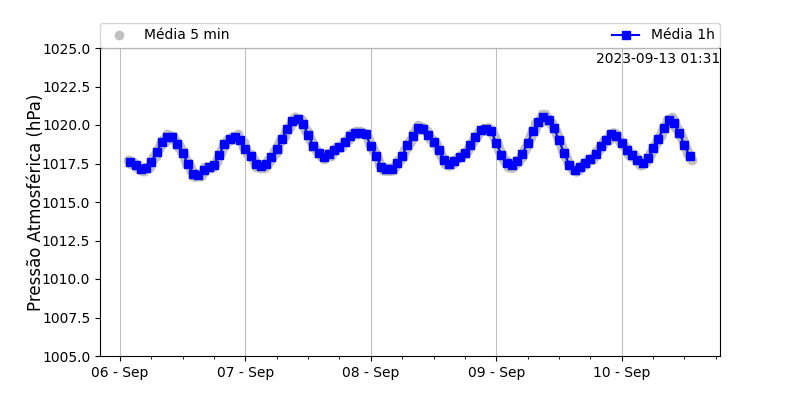 Média 5 min
Média 1h
2023-09-13 01:31
Pressão Atmosférica (hPa)
1025.0
1022.5
1020.0
1017.5
1015.0
1012.5
1010.0
1007.5
1005.0
06 - Sep
07 - Sep
08 - Sep
09 - Sep
10 - Sep